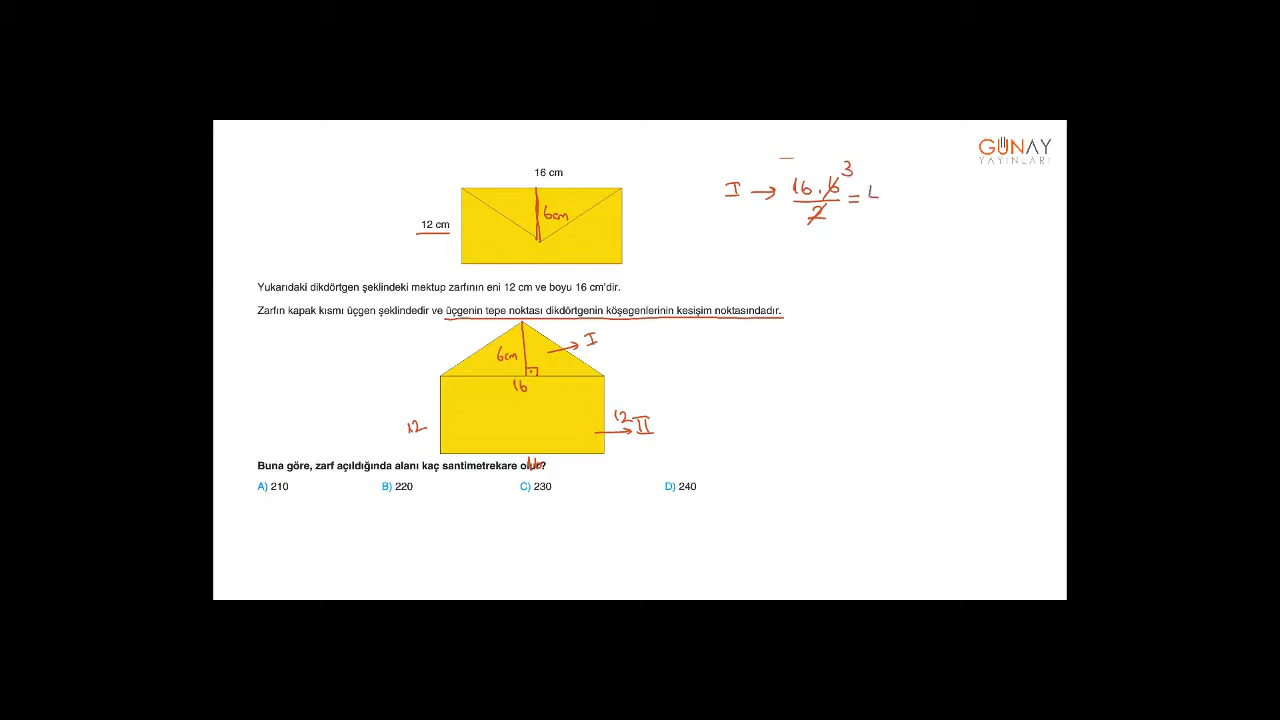 GÜNAY
YAYINLARI
16 cm
12 cm
6cm
I → 16.6 3
2 =
Yukarıdaki dikdörtgen şeklindeki mektup zarfının eni 12 cm ve boyu 16 cm'dir.
Zarfın kapak kısmı üçgen şeklindedir ve üçgenin tepe noktası dikdörtgenin köşegenlerinin kesişim noktasındadır.
6cm
I
16
12
12
II
16
Buna göre, zarf açıldığında alanı kaç santimetrekare olur?
A) 210 B) 220 C) 230 D) 240